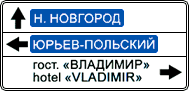 Н. НОВГОРОД
ЮРЬЕВ-ПОЛЬСКИЙ
гост. «ВЛАДИМИР»
hotel «VLADIMIR»